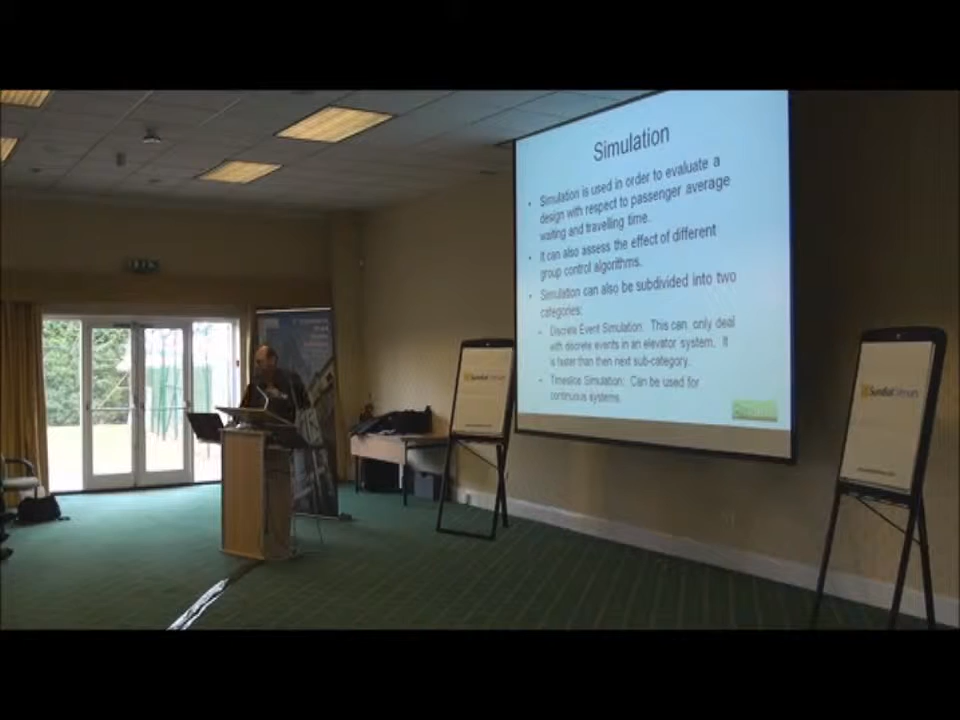 Simulation
• Simulation is used in order to evaluate a
design with respect to passenger average
waiting and travelling time.
• It can also assess the effect of different
group control algorithms.
• Simulation can also be subdivided into two
categories:
– Discrete Event Simulation: This can, only deal
with discrete events in an elevator system. It
is faster than then next sub-category.
– Timeslice Simulation: Can be used for
continuous systems.
Sundial
Sundial